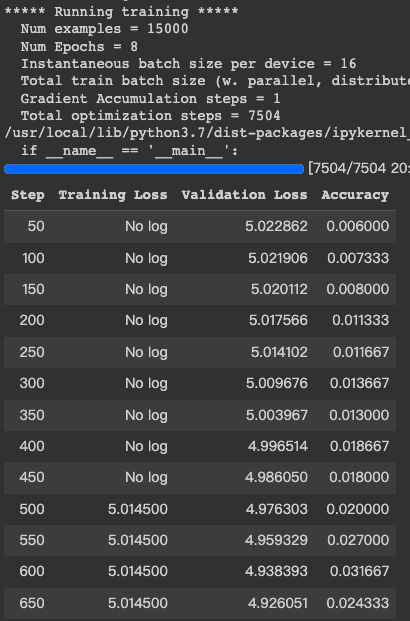 ***** Running training *****
Num examples = 15000
Num Epochs = 8
Instantaneous batch size per device = 16
Total train batch size (w. parallel, distribute
Gradient Accumulation steps = 1
Total optimization steps = 7504
/usr/local/lib/python3.7/dist-packages/ipykernel_
if __name__ == '__main__':
[7504/7504 20:
Step Training Loss Validation Loss Accuracy
50 No log 5.022862 0.006000
100 No log 5.021906 0.007333
150 No log 5.020112 0.008000
200 No log 5.017566 0.011333
250 No log 5.014102 0.011667
300 No log 5.009676 0.013667
350 No log 5.003967 0.013000
400 No log 4.996514 0.018667
450 No log 4.986050 0.018000
500 5.014500 4.976303 0.020000
550 5.014500 4.959329 0.027000
600 5.014500 4.938393 0.031667
650 5.014500 4.926051 0.024333